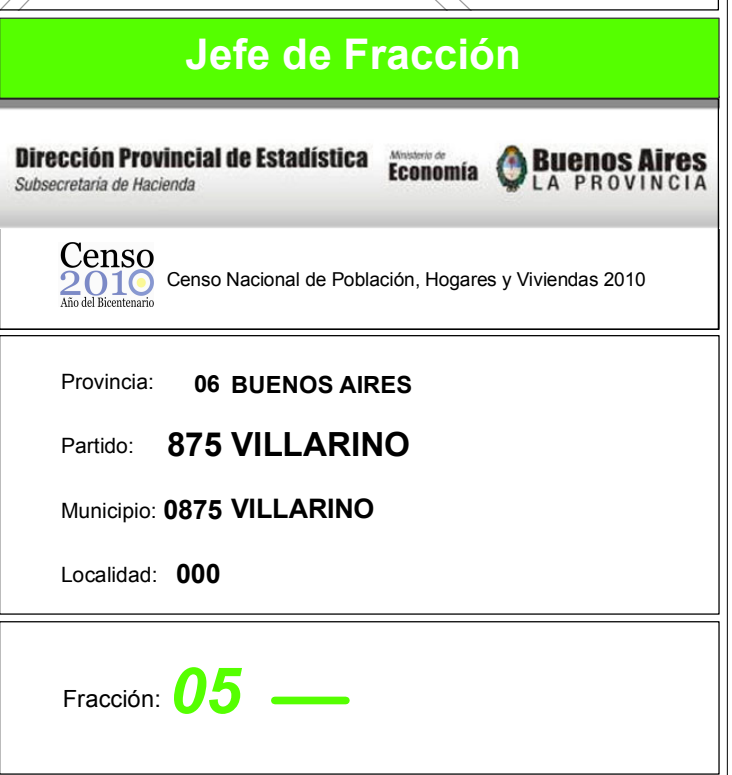 Jefe de Fracción
Dirección Provincial de Estadística
Subsecretaría de Hacienda
Ministerio de
Economía
Buenos Aires
LA PROVINCIA
Censo
2010
Año del Bicentenario
Censo Nacional de Población, Hogares y Viviendas 2010
Provincia: 06 BUENOS AIRES
Partido: 875 VILLARINO
Municipio: 0875 VILLARINO
Localidad: 000
Fracción: 05 —